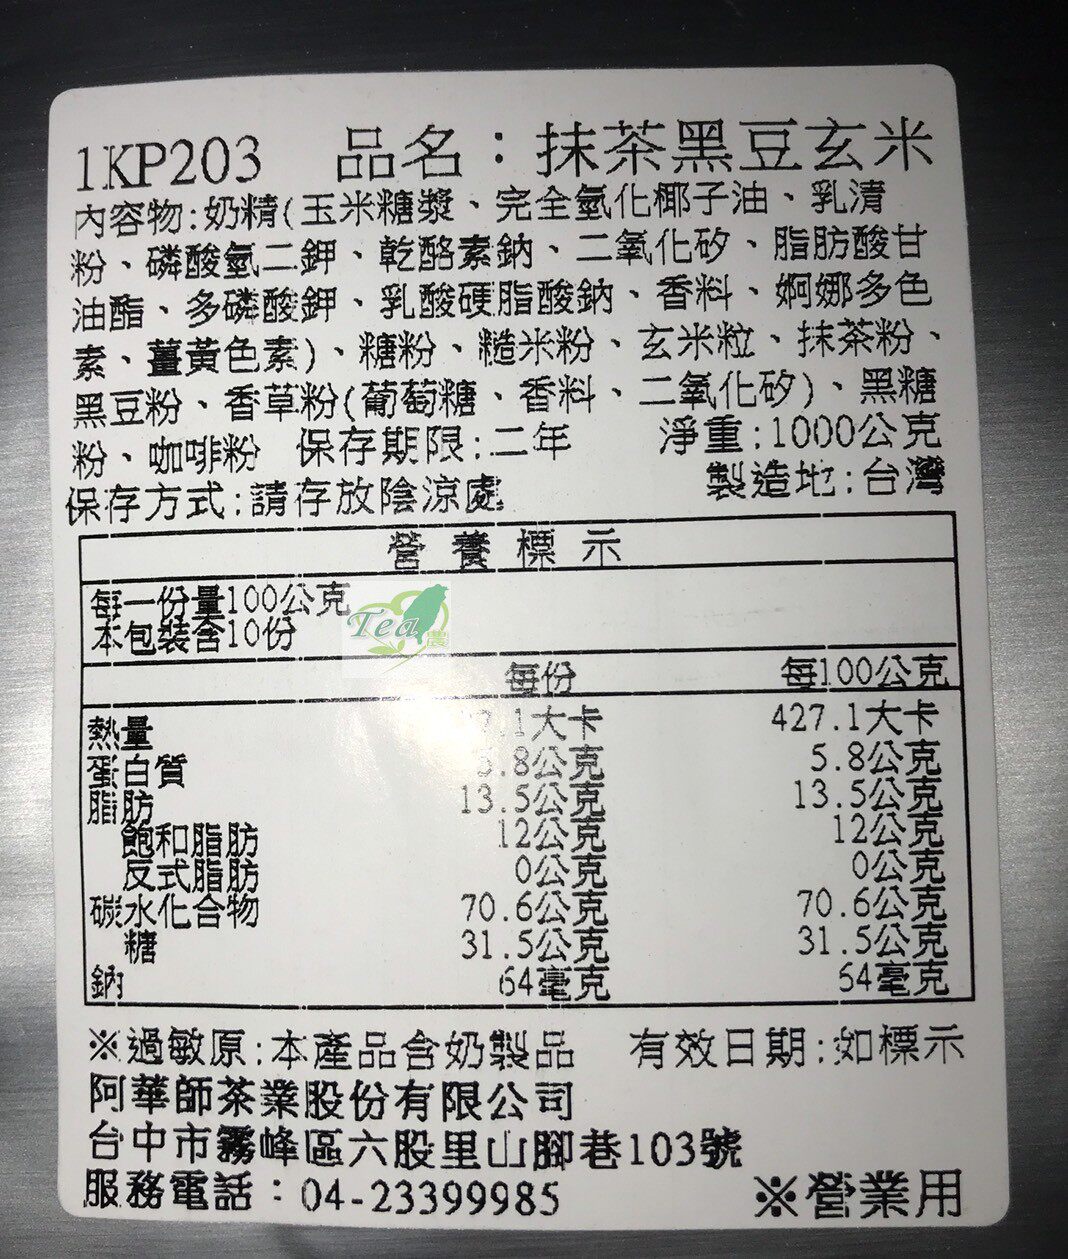 1KP203 品名：抹茶黑豆玄米
內容物:奶精(玉米糖漿、完全氫化椰子油、乳清
粉、磷酸氫二鉀、乾酪素鈉、二氧化矽、脂肪酸甘
油酯、多磷酸鉀、乳酸硬脂酸鈉、香料、婀娜多色
素、薑黃色素)、糖粉、糙米粉、玄米粒、抹茶粉、
黑豆粉、香草粉(葡萄糖、香料、二氧化矽)、黑糖
粉、咖啡粉 保存期限:二年 淨重:1000公克
保存方式:請存放陰涼處 製造地:台灣
營養標示
每一份量100公克
本包裝含10份
Tea農
每份 每100公克
熱量 7.1大卡 427.1大卡
蛋白質 5.8公克 5.8公克
脂肪 13.5公克 13.5公克
飽和脂肪 12公克 12公克
反式脂肪 0公克 0公克
碳水化合物 70.6公克 70.6公克
糖 31.5公克 31.5公克
鈉 64毫克 64毫克
※過敏原:本產品含奶製品 有效日期:如標示
阿華師茶業股份有限公司
台中市霧峰區六股里山腳巷103號
服務電話：04-23399985 ※營業用